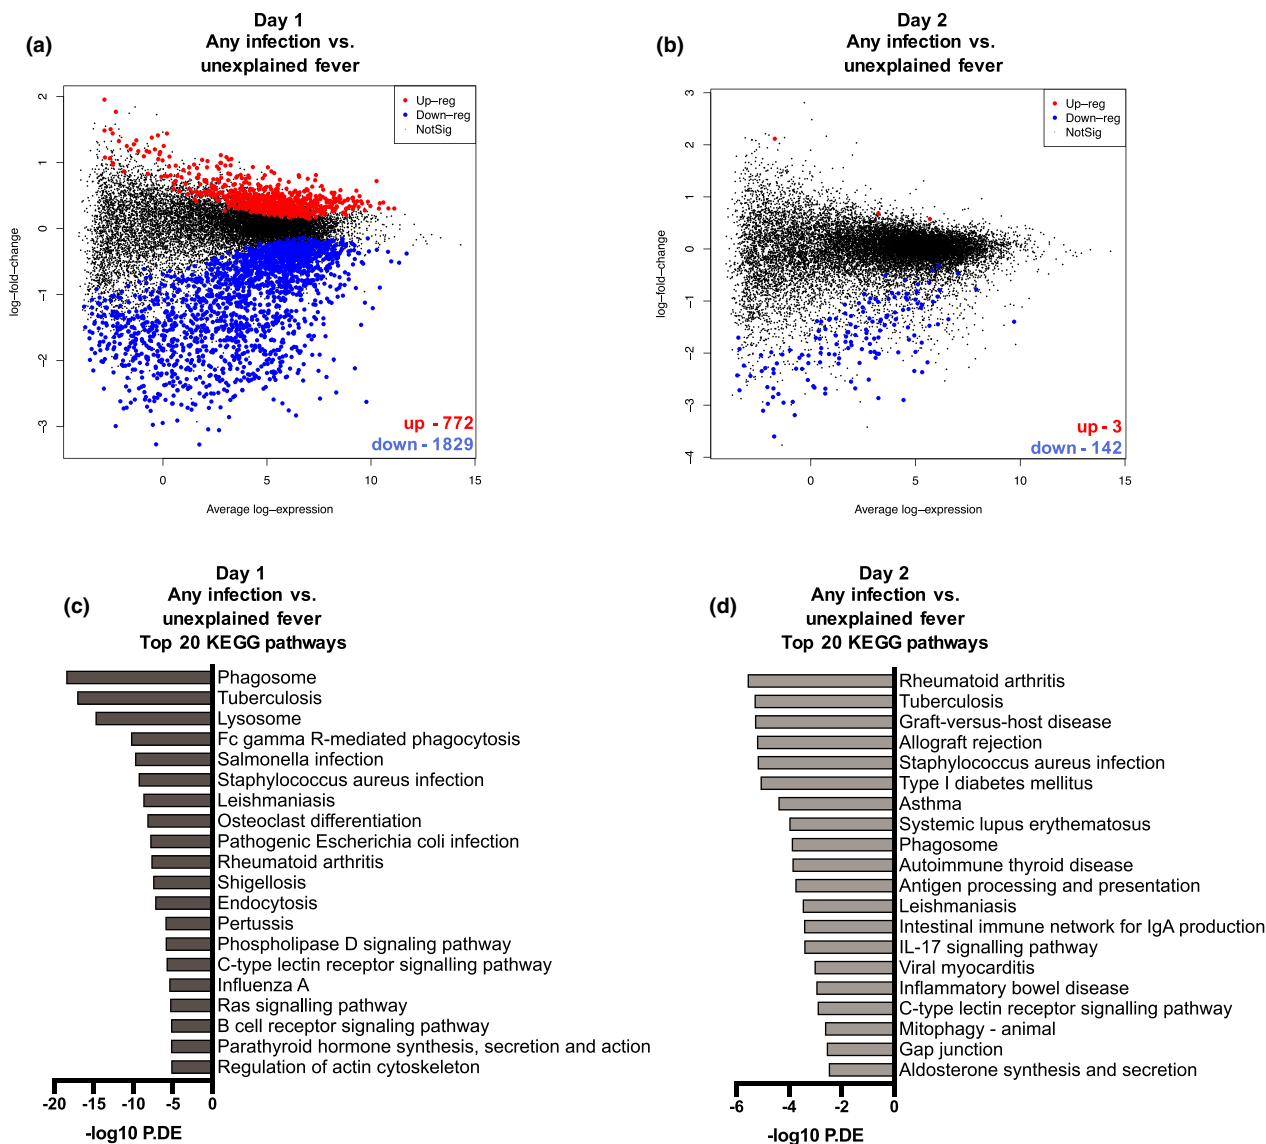 (a)
Day 1
Any infection vs.
unexplained fever
Up–reg
Down–reg
NotSig
2
1
0
−1
−2
−3
log–fold–change
up - 772
down - 1829
0
5
10
15
Average log–expression
(b)
Day 2
Any infection vs.
unexplained fever
Up–reg
Down–reg
NotSig
3
2
1
0
−1
−2
−3
−4
log–fold–change
up - 3
down - 142
0
5
10
15
Average log–expression
(c)
Day 1
Any infection vs.
unexplained fever
Top 20 KEGG pathways
Phagosome
Tuberculosis
Lysosome
Fc gamma R-mediated phagocytosis
Salmonella infection
Staphylococcus aureus infection
Leishmaniasis
Osteoclast differentiation
Pathogenic Escherichia coli infection
Rheumatoid arthritis
Shigellosis
Endocytosis
Pertussis
Phospholipase D signaling pathway
C-type lectin receptor signalling pathway
Influenza A
Ras signalling pathway
B cell receptor signaling pathway
Parathyroid hormone synthesis, secretion and action
Regulation of actin cytoskeleton
-20 -15 -10 -5 0
-log10 P.DE
(d)
Day 2
Any infection vs.
unexplained fever
Top 20 KEGG pathways
Rheumatoid arthritis
Tuberculosis
Graft-versus-host disease
Allograft rejection
Staphylococcus aureus infection
Type I diabetes mellitus
Asthma
Systemic lupus erythematosus
Phagosome
Autoimmune thyroid disease
Antigen processing and presentation
Leishmaniasis
Intestinal immune network for IgA production
IL-17 signalling pathway
Viral myocarditis
Inflammatory bowel disease
C-type lectin receptor signalling pathway
Mitophagy - animal
Gap junction
Aldosterone synthesis and secretion
-6 -4 -2 0
-log10 P.DE